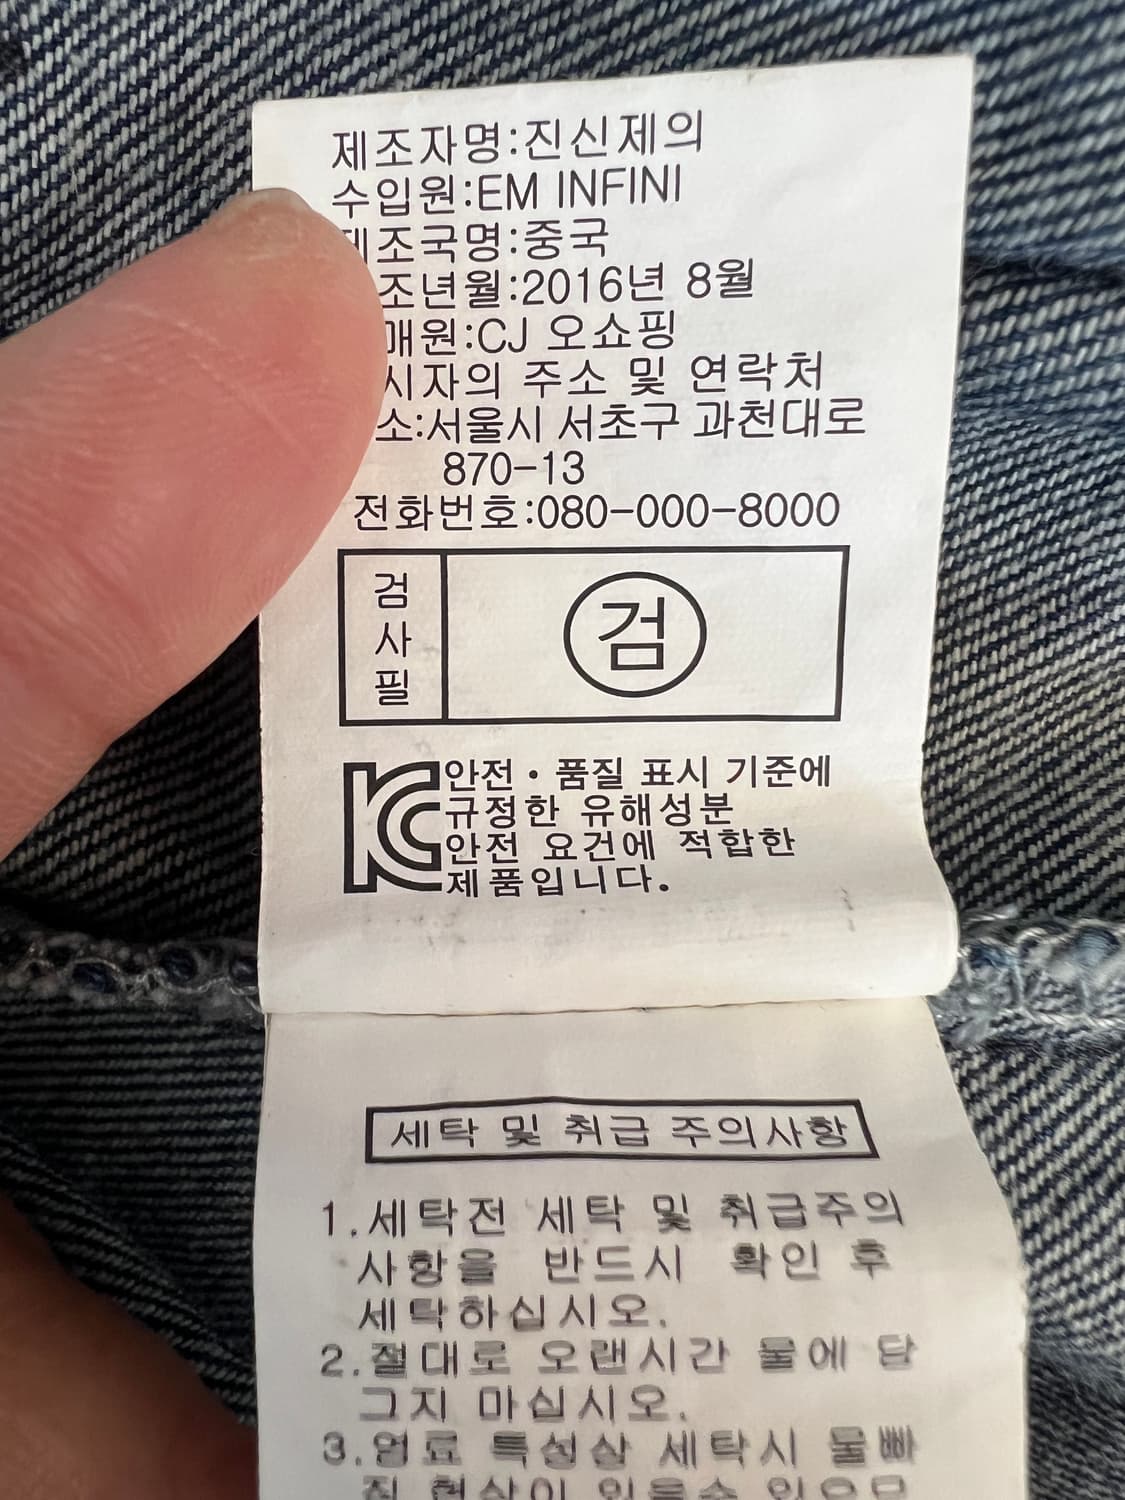 제조자명:진신제의
수입원:EM INFINI
제조국명:중국
조년월:2016년 8월
매원:CJ 오쇼핑
시자의 주소 및 연락처
소:서울시 서초구 과천대로
870-13
전화번호:080-000-8000
검사필
검
KC
안전·품질 표시 기준에
규정한 유해성분
안전 요건에 적합한
제품입니다.
세탁 및 취급 주의사항
1.세탁전 세탁 및 취급주의
사항을 반드시 확인 후
세탁하십시오.
2.절대로 오랜시간 물에 담
그지 마십시오.
3.염료 특성상 세탁시 물빠